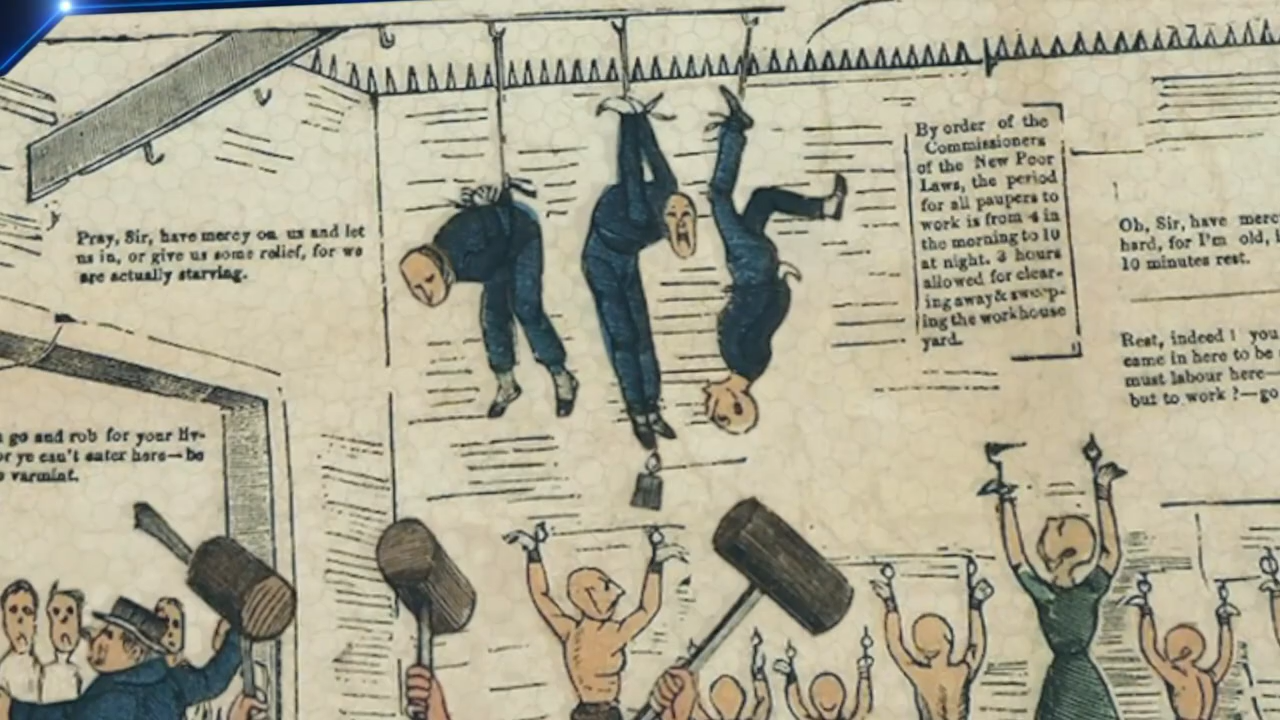 Pray, Sir, have mercy on us and let
us in, or give us some relief, for we
are actually starving.
go and rob for your liv-
or ye can't enter here—be
varmint.
By order of the
Commissioners
of the New Poor
Laws, the period
for all paupers to
work is from 4 in
the morning to 10
at night. 3 hours
allowed for clear-
ing away & sweep-
ing the workhouse
yard.
Oh, Sir, have
hard, for I'm old,
10 minutes rest.
Rest, indeed! you
came in here to be
must labour here—
but to work?—go